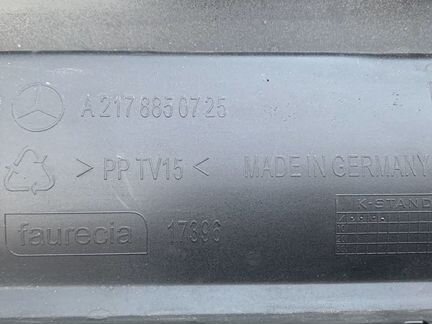 A 217 885 07 25
> PP TV15 <
MADE IN GERMANY
K-STAND
faurecia 17396